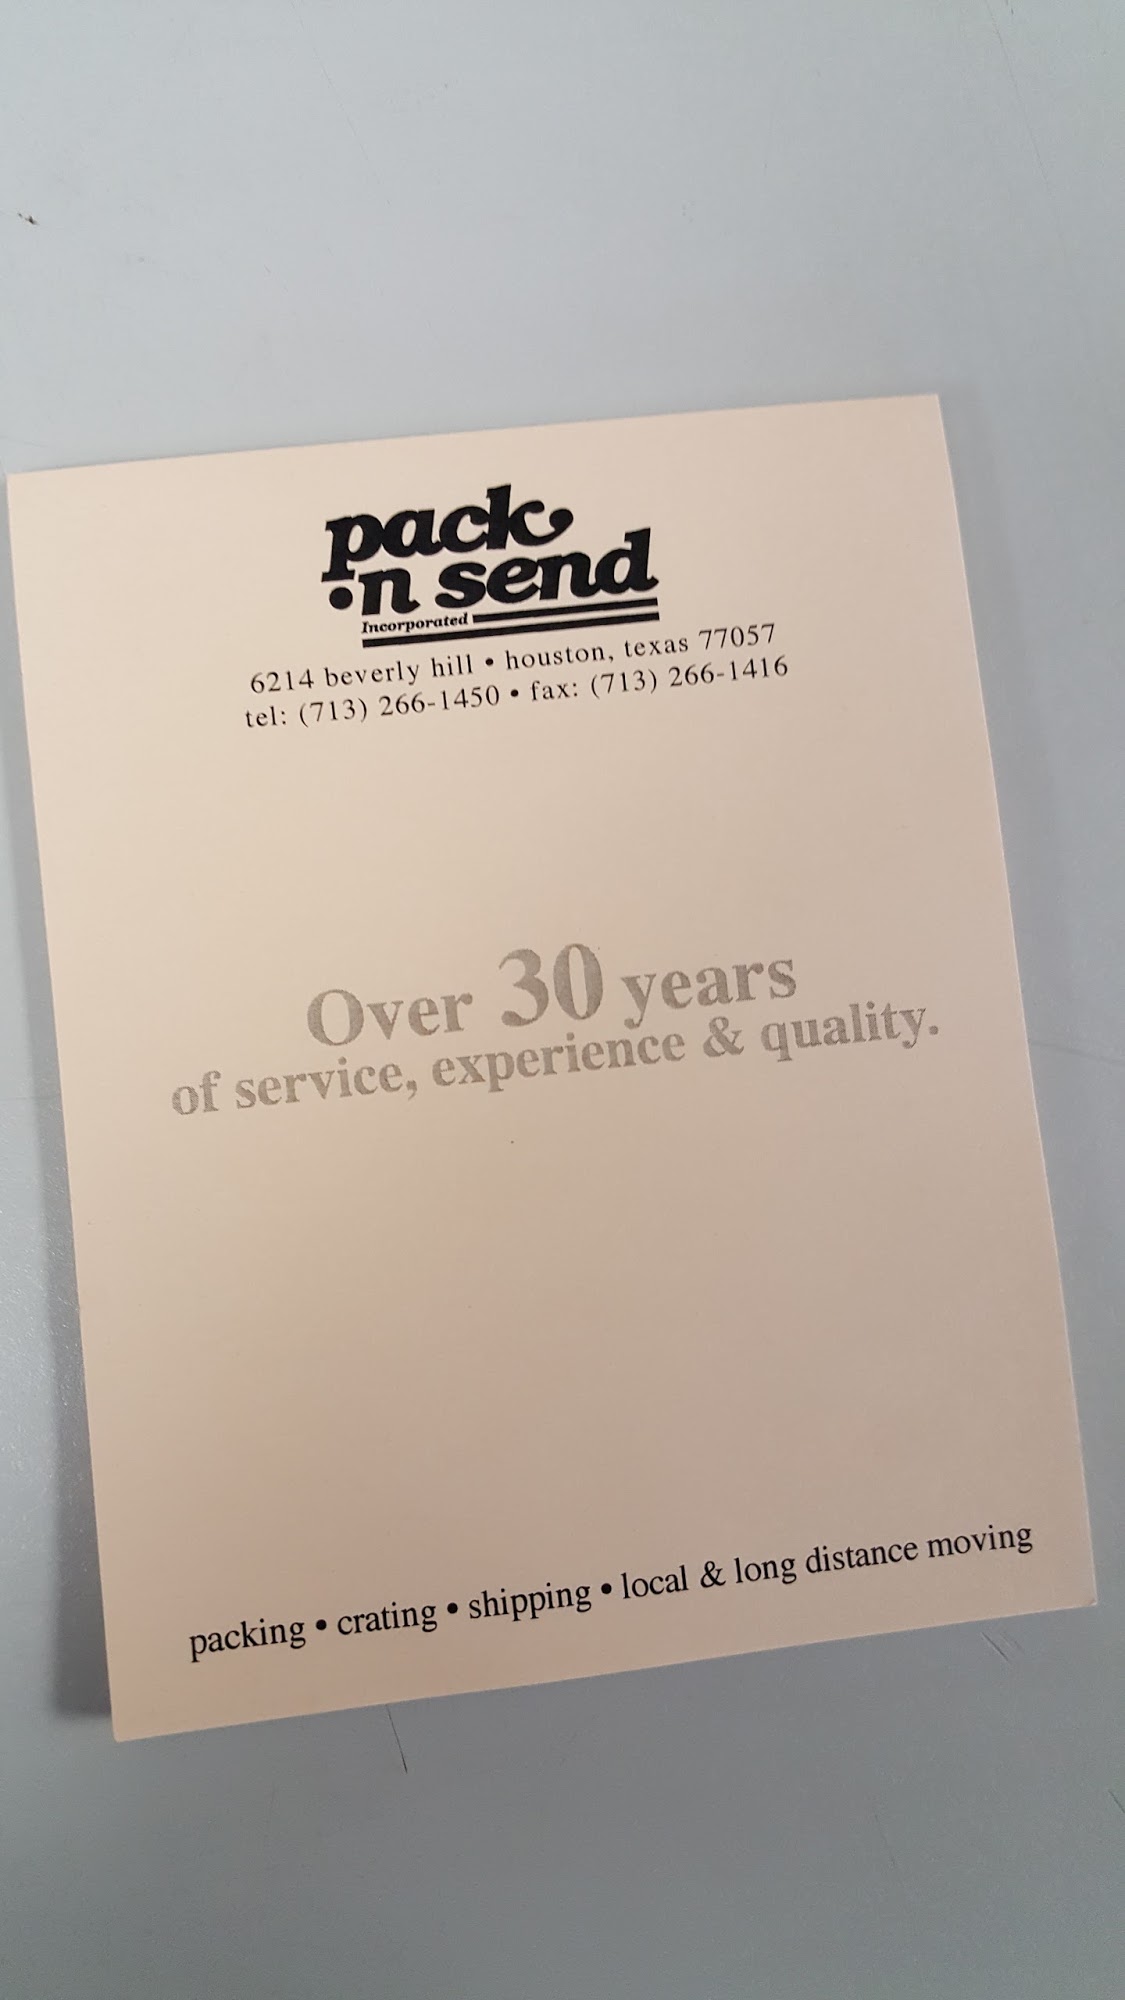 pack
'n send
Incorporated
6214 beverly hill • houston, texas 77057
tel: (713) 266-1450 • fax: (713) 266-1416
Over 30 years
of service, experience & quality.
packing • crating • shipping • local & long distance moving